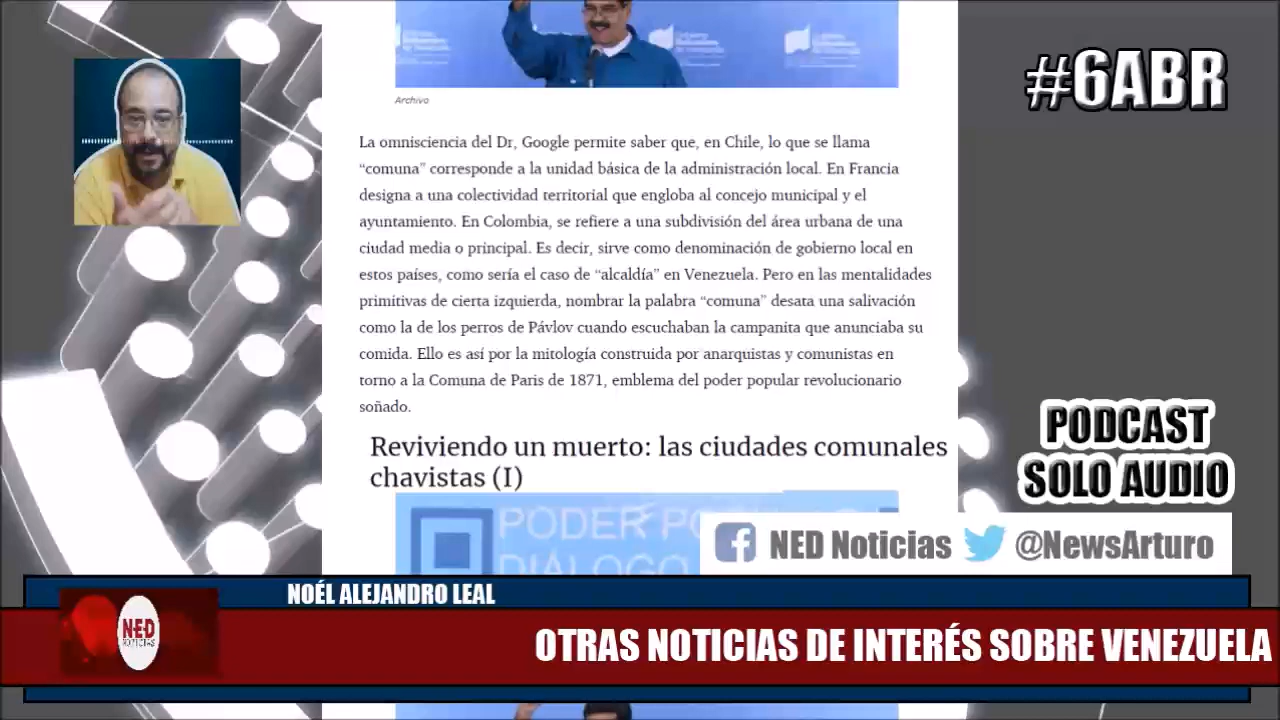 #6ABR
Archivo
La omnisciencia del Dr, Google permite saber que, en Chile, lo que se llama
“comuna” corresponde a la unidad básica de la administración local. En Francia
designa a una colectividad territorial que engloba al concejo municipal y el
ayuntamiento. En Colombia, se refiere a una subdivisión del área urbana de una
ciudad media o principal. Es decir, sirve como denominación de gobierno local en
estos países, como sería el caso de “alcaldía” en Venezuela. Pero en las mentalidades
primitivas de cierta izquierda, nombrar la palabra “comuna” desata una salivación
como la de los perros de Pávlov cuando escuchaban la campanita que anunciaba su
comida. Ello es así por la mitología construida por anarquistas y comunistas en
torno a la Comuna de Paris de 1871, emblema del poder popular revolucionario
soñado.
Reviviendo un muerto: las ciudades comunales
chavistas (I)
PODER
DIÁLOGO
PODCAST
SOLO AUDIO
NED Noticias @NewsArturo
NOÉL ALEJANDRO LEAL
NED
NOTICIAS
OTRAS NOTICIAS DE INTERÉS SOBRE VENEZUELA